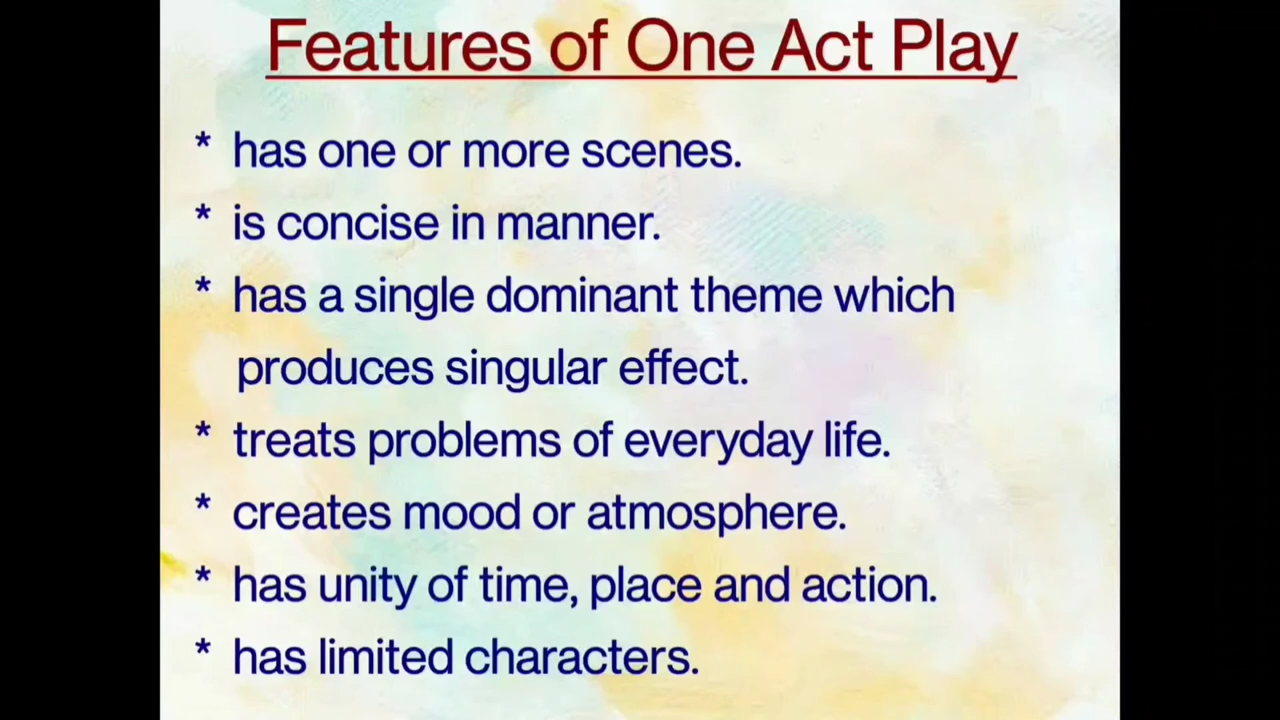 Features of One Act Play
* has one or more scenes.
* is concise in manner.
* has a single dominant theme which
produces singular effect.
* treats problems of everyday life.
* creates mood or atmosphere.
* has unity of time, place and action.
* has limited characters.